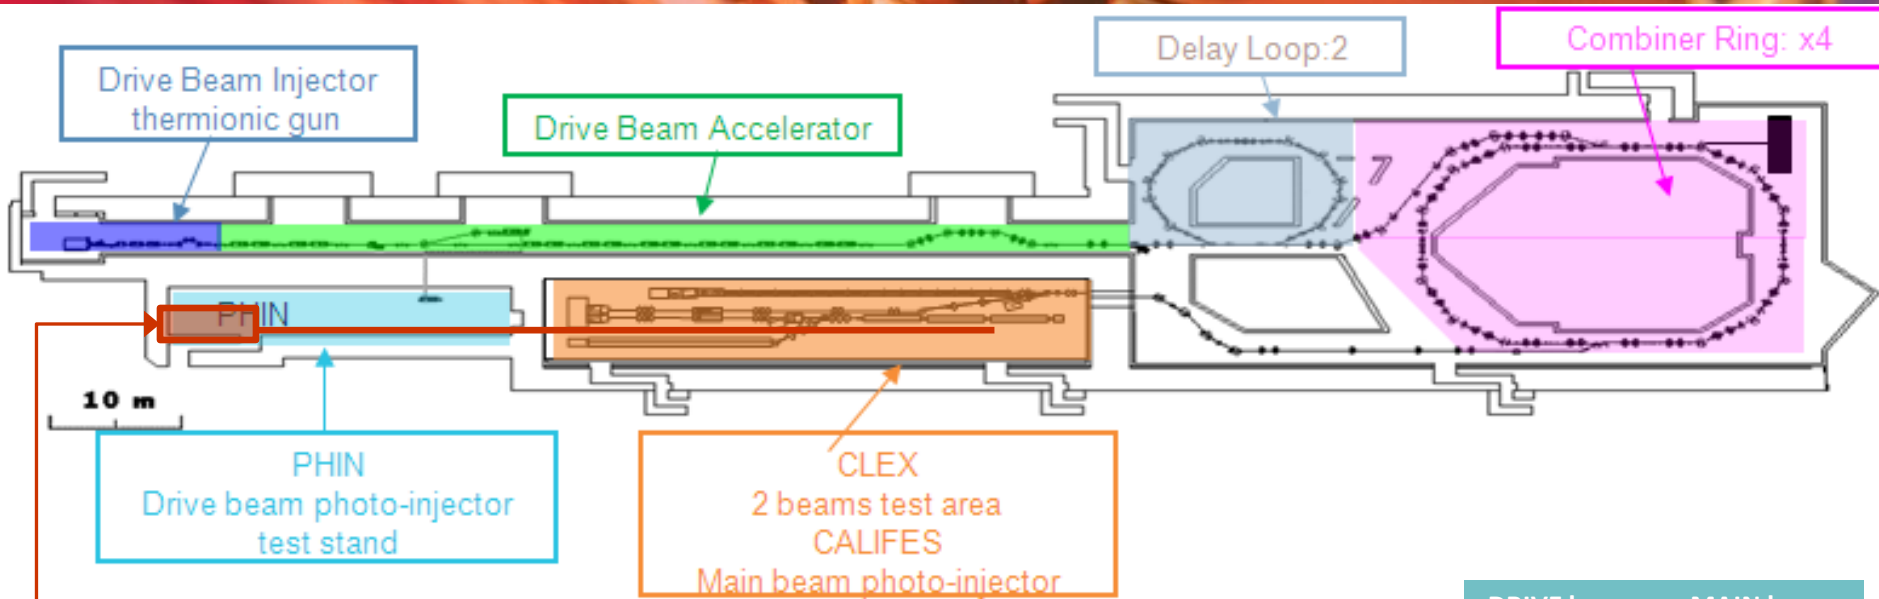 Delay Loop:2
Combiner Ring: x4
Drive Beam Injector
thermionic gun
Drive Beam Accelerator
PHIN
10 m
PHIN
Drive beam photo-injector
test stand
CLEX
2 beams test area
CALIFES
Main beam photo-injector